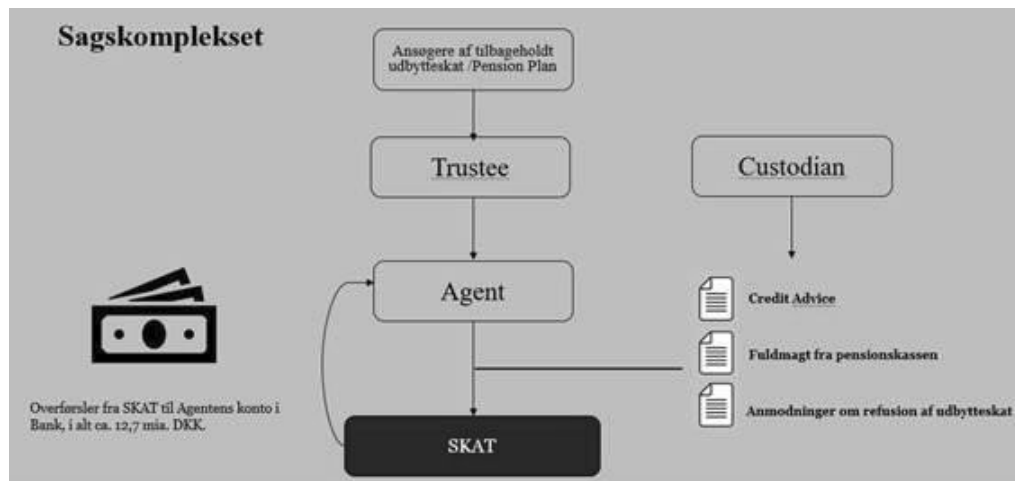 Sagskomplekset
Ansøgere af tilbageholdt
udbytteskat /Pension Plan
Trustee
Custodian
Agent
Credit Advice
Fuldmagt fra pensionskassen
Anmodninger om refusion af udbytteskat
Overførsler fra SKAT til Agentens konto i
Bank, i alt ca. 12,7 mia. DKK.
SKAT